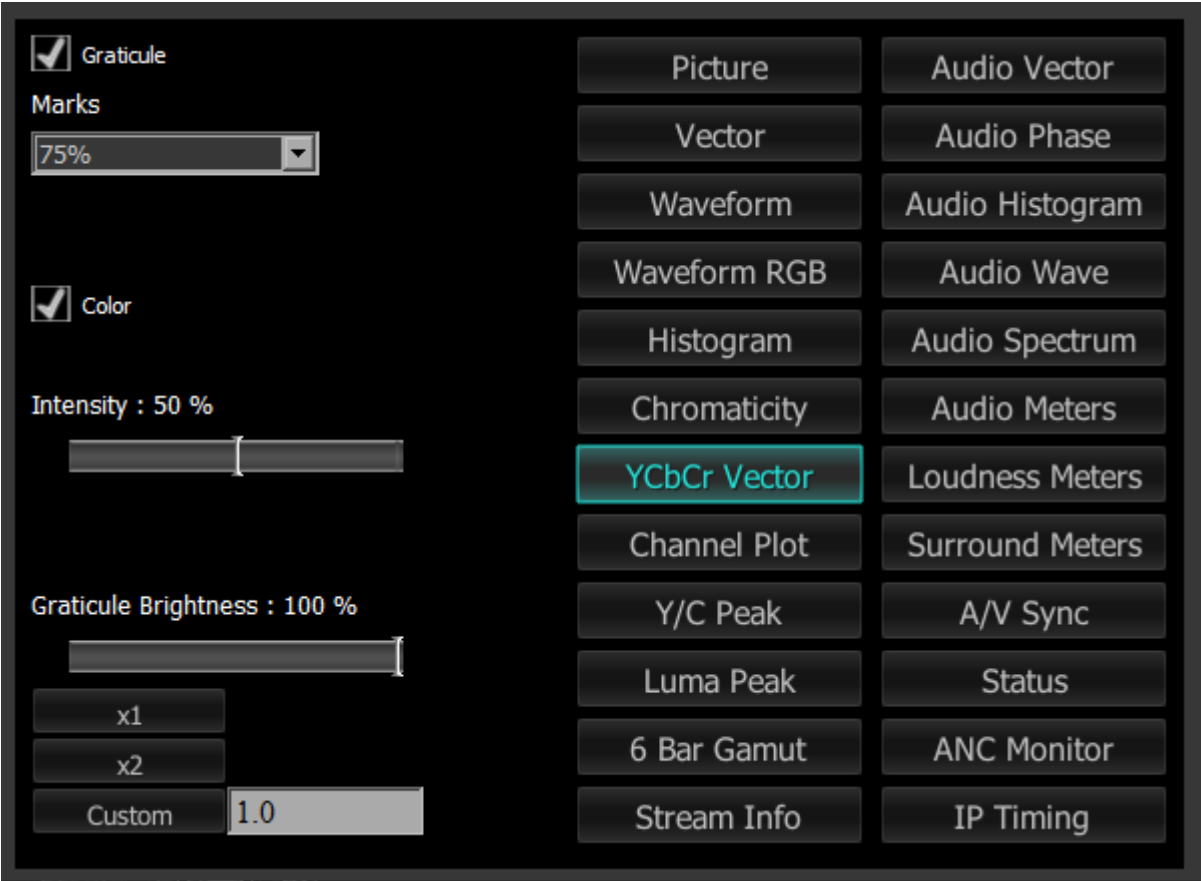 Graticule
Marks
75%
Color
Intensity : 50 %
Graticule Brightness : 100 %
x1
x2
Custom 1.0
Picture
Vector
Waveform
Waveform RGB
Histogram
Chromaticity
YCbCr Vector
Channel Plot
Y/C Peak
Luma Peak
6 Bar Gamut
Stream Info
Audio Vector
Audio Phase
Audio Histogram
Audio Wave
Audio Spectrum
Audio Meters
Loudness Meters
Surround Meters
A/V Sync
Status
ANC Monitor
IP Timing